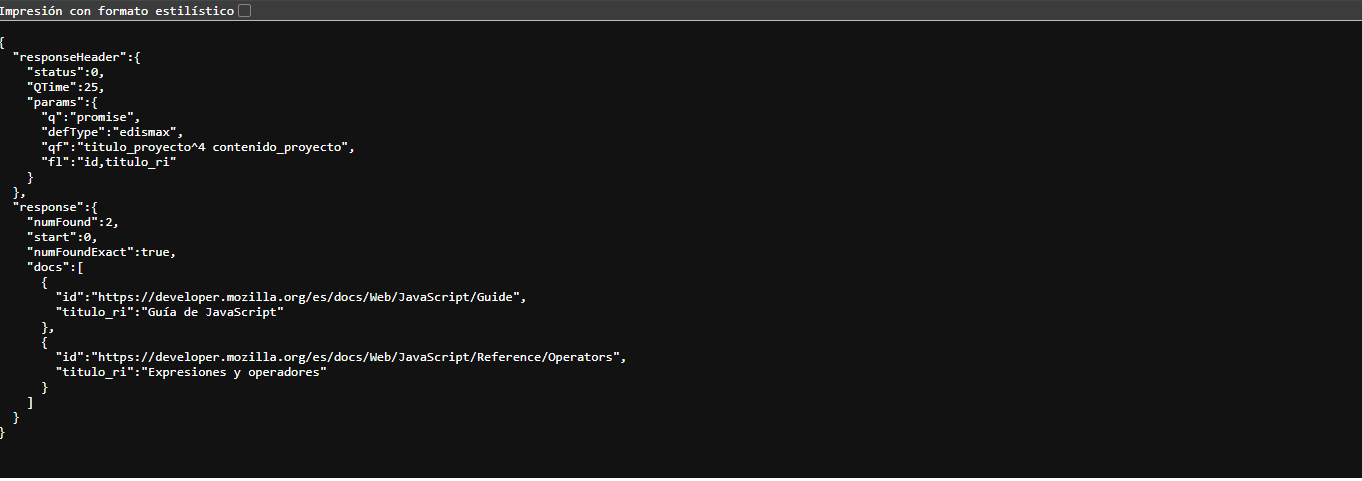 Impresión con formato estilístico
{
  "responseHeader":{
    "status":0,
    "QTime":25,
    "params":{
      "q":"promise",
      "defType":"edismax",
      "qf":"titulo_proyecto^4 contenido_proyecto",
      "fl":"id,titulo_ri"
    }
  },
  "response":{
    "numFound":2,
    "start":0,
    "numFoundExact":true,
    "docs":[
      {
        "id":"https://developer.mozilla.org/es/docs/Web/JavaScript/Guide",
        "titulo_ri":"Guía de JavaScript"
      },
      {
        "id":"https://developer.mozilla.org/es/docs/Web/JavaScript/Reference/Operators",
        "titulo_ri":"Expresiones y operadores"
      }
    ]
  }
}